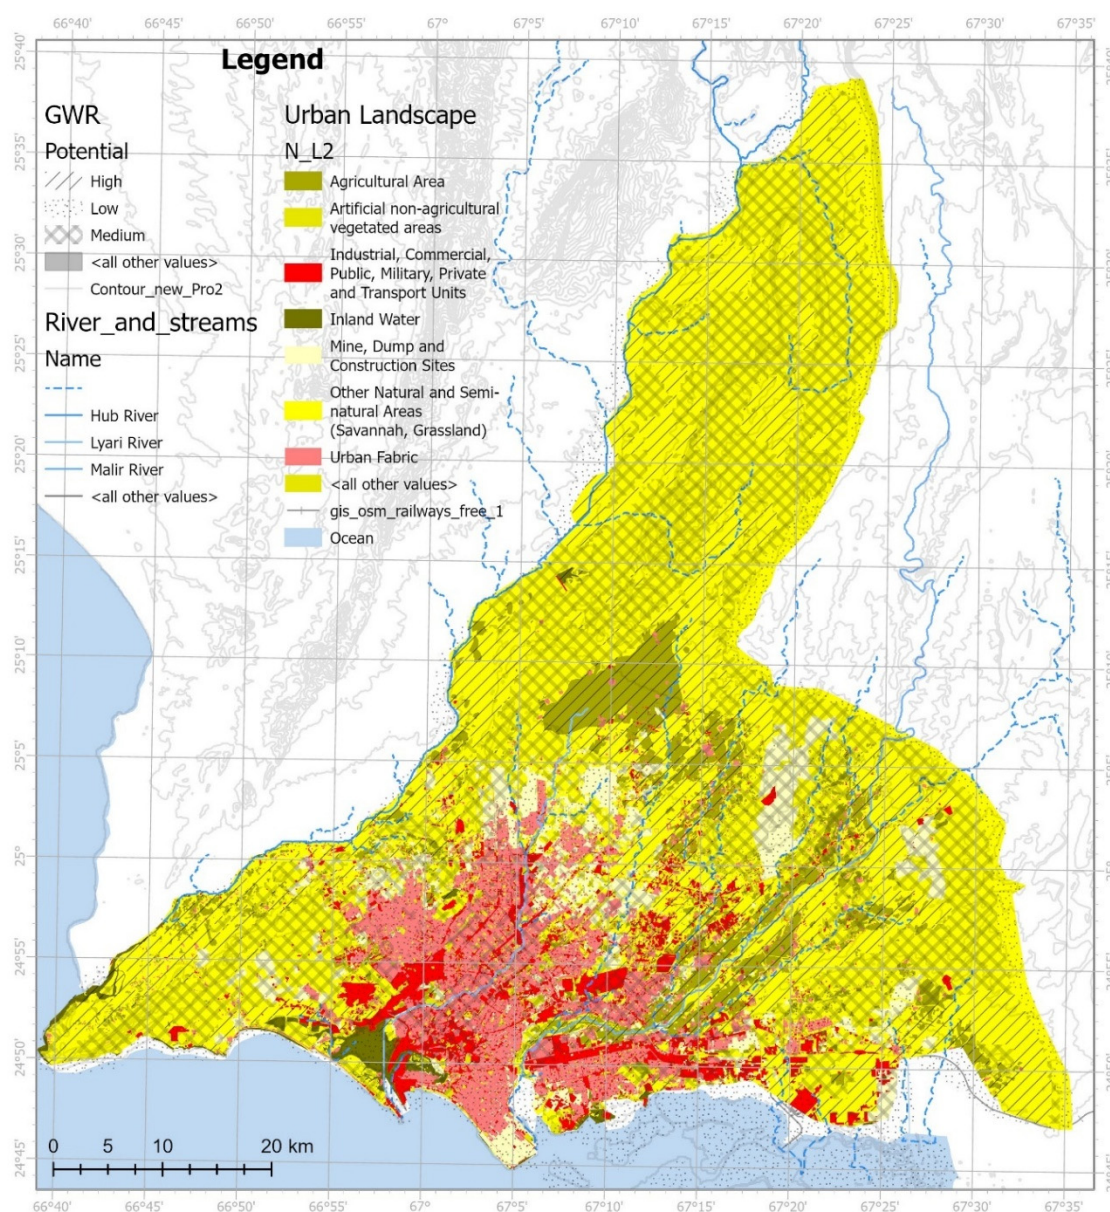 66°40' 66°45' 66°50' 66°55' 67° 67°5' 67°10' 67°15' 67°20' 67°25' 67°30' 67°35'
25°40'
25°35'
25°30'
25°25'
25°20'
25°15'
25°10'
25°5'
25°
24°55'
24°50'
24°45'
Legend
GWR
Potential
High
Low
Medium
<all other values>
Contour_new_Pro2
River_and_streams
Name
Hub River
Lyari River
Malir River
<all other values>
Urban Landscape
N_L2
Agricultural Area
Artificial non-agricultural
vegetated areas
Industrial, Commercial,
Public, Military, Private
and Transport Units
Inland Water
Mine, Dump and
Construction Sites
Other Natural and Semi-
natural Areas
(Savannah, Grassland)
Urban Fabric
<all other values>
gis_osm_railways_free_1
Ocean
0 5 10 20 km
66°40' 66°45' 66°50' 66°55' 67° 67°5' 67°10' 67°15' 67°20' 67°25' 67°30' 67°35'